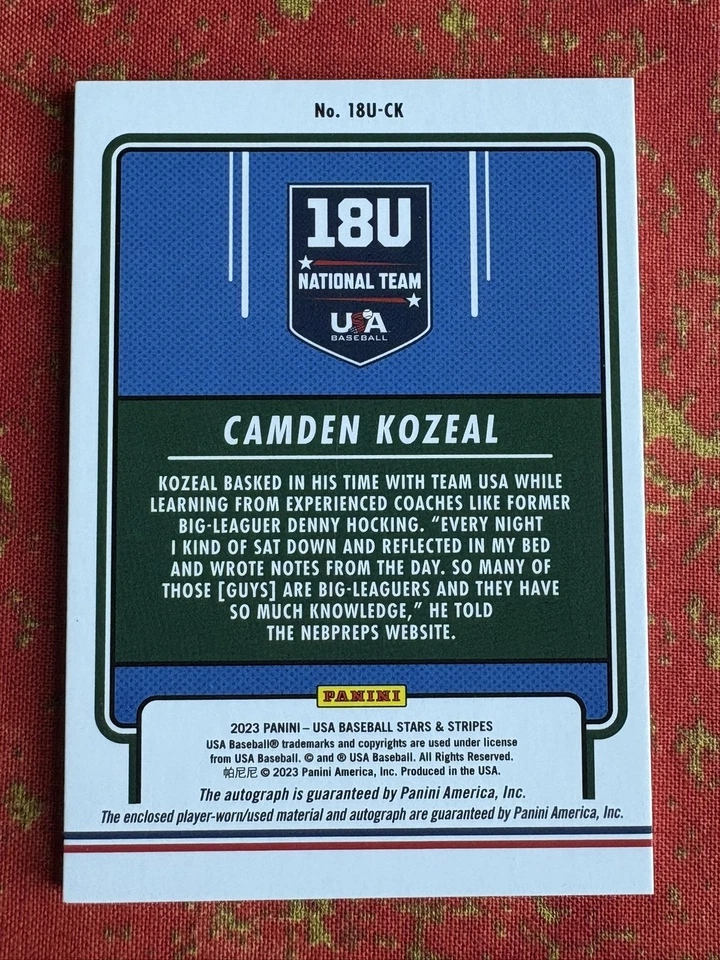 No. 18U-CK
18U
NATIONAL TEAM
USA
BASEBALL
CAMDEN KOZEAL
KOZEAL BASKED IN HIS TIME WITH TEAM USA WHILE
LEARNING FROM EXPERIENCED COACHES LIKE FORMER
BIG-LEAGUER DENNY HOCKING. “EVERY NIGHT
I KIND OF SAT DOWN AND REFLECTED IN MY BED
AND WROTE NOTES FROM THE DAY. SO MANY OF
THOSE [GUYS] ARE BIG-LEAGUERS AND THEY HAVE
SO MUCH KNOWLEDGE,” HE TOLD
THE NEBPREPS WEBSITE.
PANINI
2023 PANINI – USA BASEBALL STARS & STRIPES
USA Baseball® trademarks and copyrights are used under license
from USA Baseball. © and ® USA Baseball. All Rights Reserved.
帕尼尼 © 2023 Panini America, Inc. Produced in the USA.
The autograph is guaranteed by Panini America, Inc.
The enclosed player-worn/used material and autograph are guaranteed by Panini America, Inc.